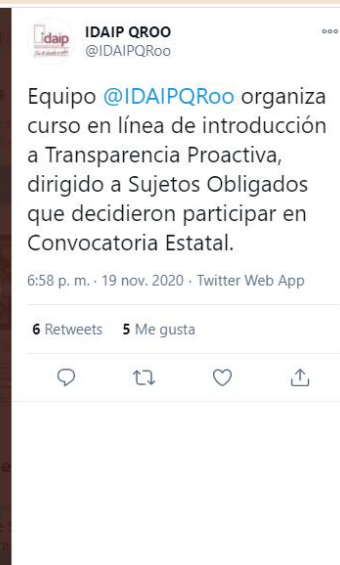 idaip
IDAIP QROO
@IDAIPQRoo
Equipo @IDAIPQRoo organiza
curso en línea de introducción
a Transparencia Proactiva,
dirigido a Sujetos Obligados
que decidieron participar en
Convocatoria Estatal.
6:58 p. m. · 19 nov. 2020 · Twitter Web App
6 Retweets 5 Me gusta